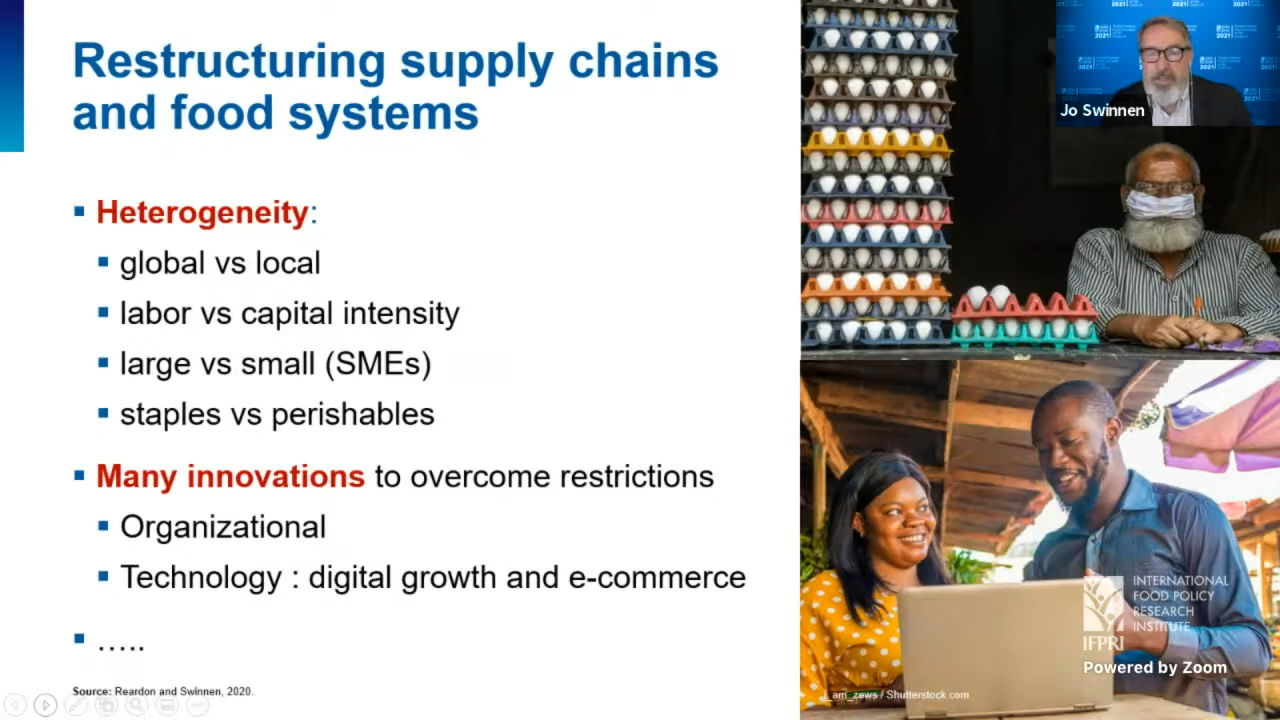 Restructuring supply chains
and food systems
Heterogeneity:
global vs local
labor vs capital intensity
large vs small (SMEs)
staples vs perishables
Many innovations to overcome restrictions
Organizational
Technology : digital growth and e-commerce
…..
Source: Reardon and Swinnen, 2020.
Jo Swinnen
INTERNATIONAL
FOOD POLICY
RESEARCH
INSTITUTE
IFPRI
Powered by Zoom
/ Shutterstock.com